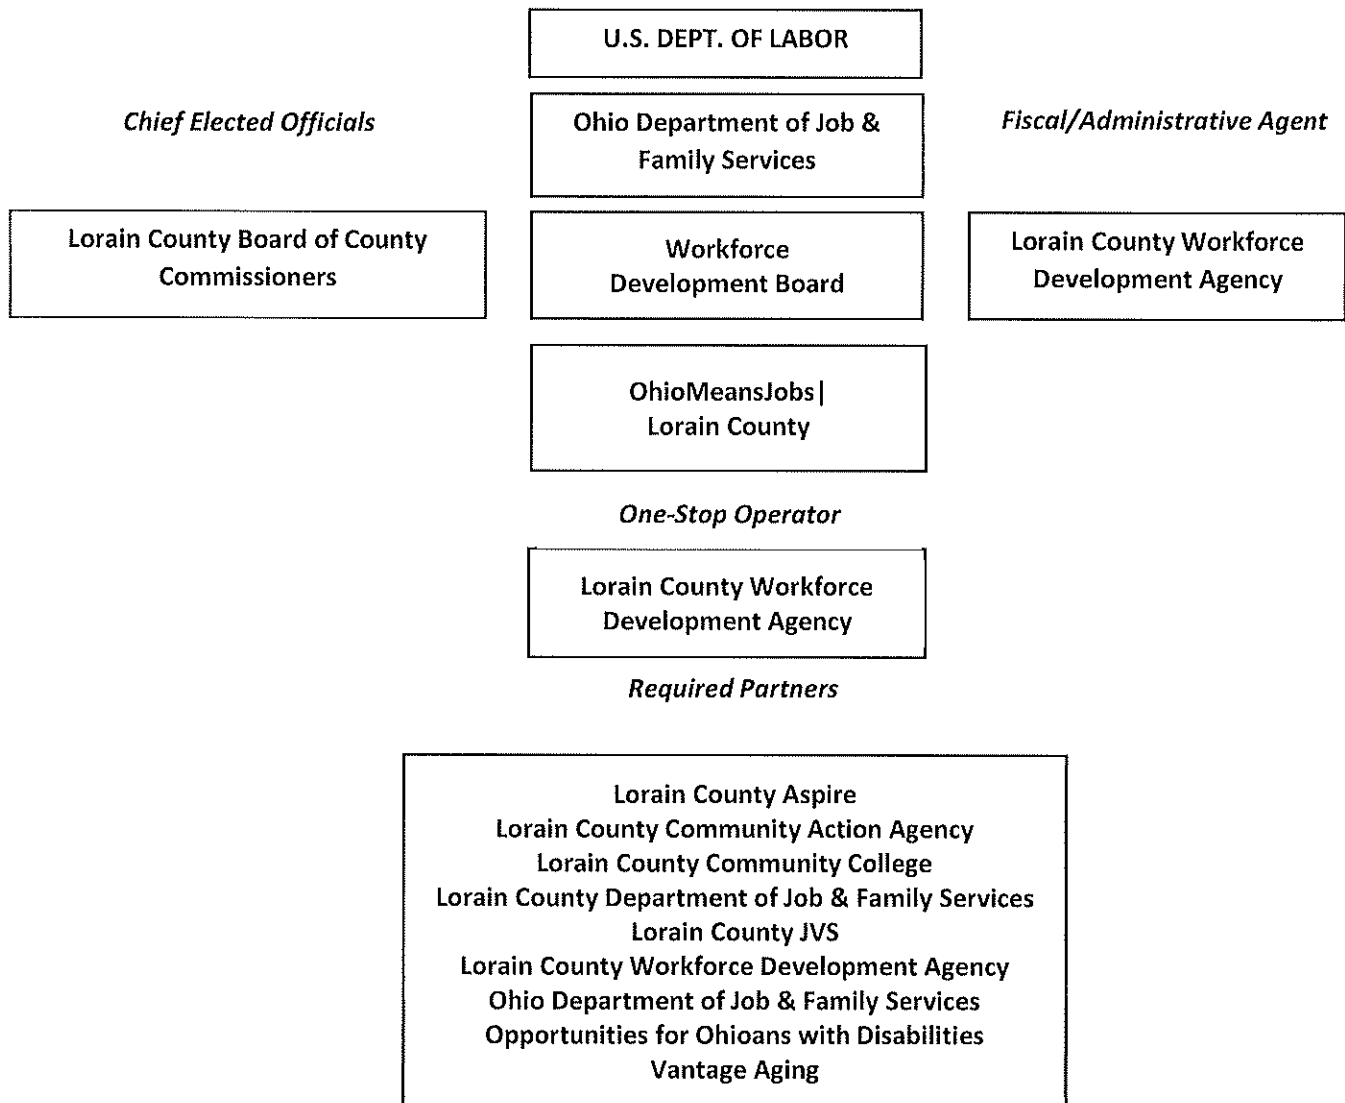 U.S. DEPT. OF LABOR
Chief Elected Officials
Ohio Department of Job &
Family Services
Fiscal/Administrative Agent
Lorain County Board of County
Commissioners
Workforce
Development Board
Lorain County Workforce
Development Agency
OhioMeansJobs|
Lorain County
One-Stop Operator
Lorain County Workforce
Development Agency
Required Partners
Lorain County Aspire
Lorain County Community Action Agency
Lorain County Community College
Lorain County Department of Job & Family Services
Lorain County JVS
Lorain County Workforce Development Agency
Ohio Department of Job & Family Services
Opportunities for Ohioans with Disabilities
Vantage Aging